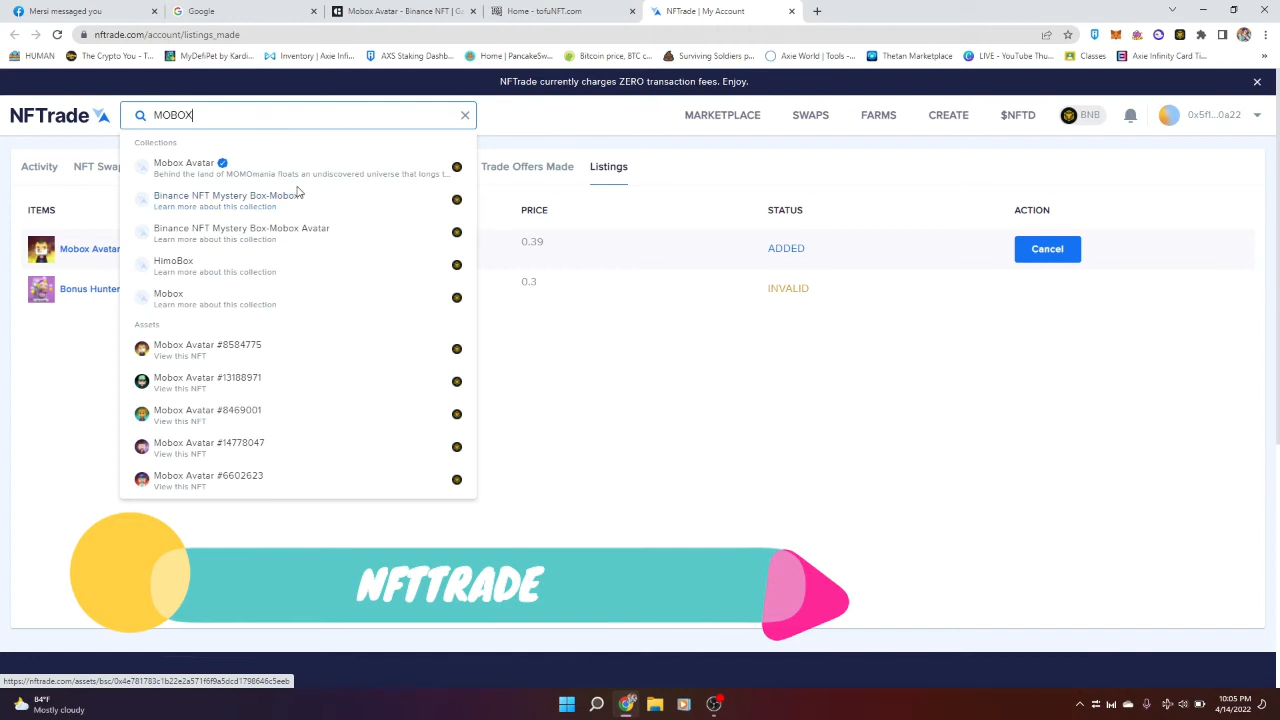 Mersi messaged you
Google
Mobox Avatar - Binance NFT | G
Home - tofuNFT.com
NFTrade | My Account
nftrade.com/account/listings_made
HUMAN
The Crypto You - T...
MyDefiPet by Kardi...
Inventory | Axie Infi...
AXS Staking Dashb...
Home | PancakeSw...
Bitcoin price, BTC c...
Surviving Soldiers p...
Axie World | Tools -...
Thetan Marketplace
LIVE - YouTube Thu...
Classes
Axie Infinity Card Ti...
NFTrade currently charges ZERO transaction fees. Enjoy.
NFTrade
MOBOX
MARKETPLACE
SWAPS
FARMS
CREATE
$NFTD
BNB
0x5f1...0a22
Activity
NFT Swap
Trade Offers Made
Listings
Collections
Mobox Avatar
Behind the land of MOMOmania floats an undiscovered universe that longs t...
Binance NFT Mystery Box-Mobox
Learn more about this collection
Binance NFT Mystery Box-Mobox Avatar
Learn more about this collection
HimoBox
Learn more about this collection
Mobox
Learn more about this collection
Assets
Mobox Avatar #8584775
View this NFT
Mobox Avatar #13188971
View this NFT
Mobox Avatar #8469001
View this NFT
Mobox Avatar #14778047
View this NFT
Mobox Avatar #6602623
View this NFT
ITEMS
PRICE
STATUS
ACTION
Mobox Avatar
0.39
ADDED
Cancel
Bonus Hunter
0.3
INVALID
NFTTRADE
https://nftrade.com/assets/bsc/0x4e781783c1b22e2a571f6f9a5dcd1798646c5eeb
84°F
Mostly cloudy
10:05 PM
4/14/2022